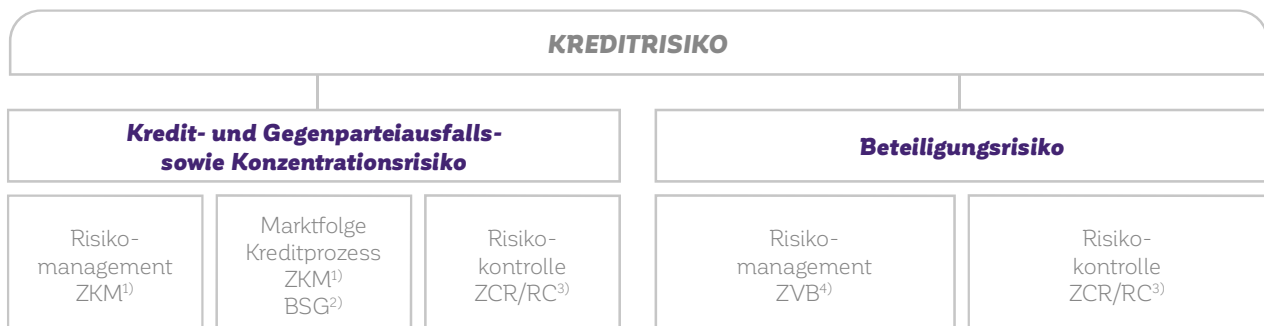 KREDITRISIKO
Kredit- und Gegenparteiausfalls-
sowie Konzentrationsrisiko
Beteiligungsrisiko
Risiko-
management
ZKM¹⁾
Marktfolge
Kreditprozess
ZKM¹⁾
BSG²⁾
Risiko-
kontrolle
ZCR/RC³⁾
Risiko-
management
ZVB⁴⁾
Risiko-
kontrolle
ZCR/RC³⁾